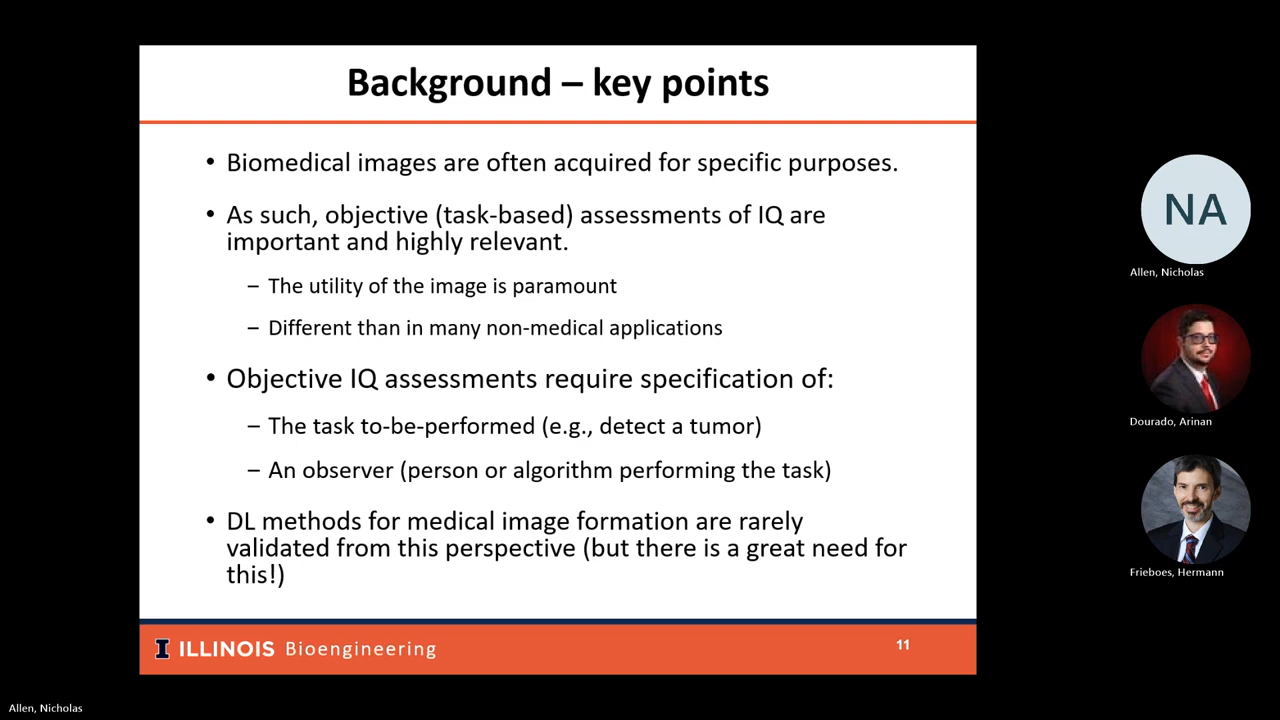 Background – key points
• Biomedical images are often acquired for specific purposes.
• As such, objective (task-based) assessments of IQ are
important and highly relevant.
– The utility of the image is paramount
– Different than in many non-medical applications
• Objective IQ assessments require specification of:
– The task to-be-performed (e.g., detect a tumor)
– An observer (person or algorithm performing the task)
• DL methods for medical image formation are rarely
validated from this perspective (but there is a great need for
this!)
I ILLINOIS Bioengineering
11
NA
Allen, Nicholas
Dourado, Arinan
Frieboes, Hermann
Allen, Nicholas